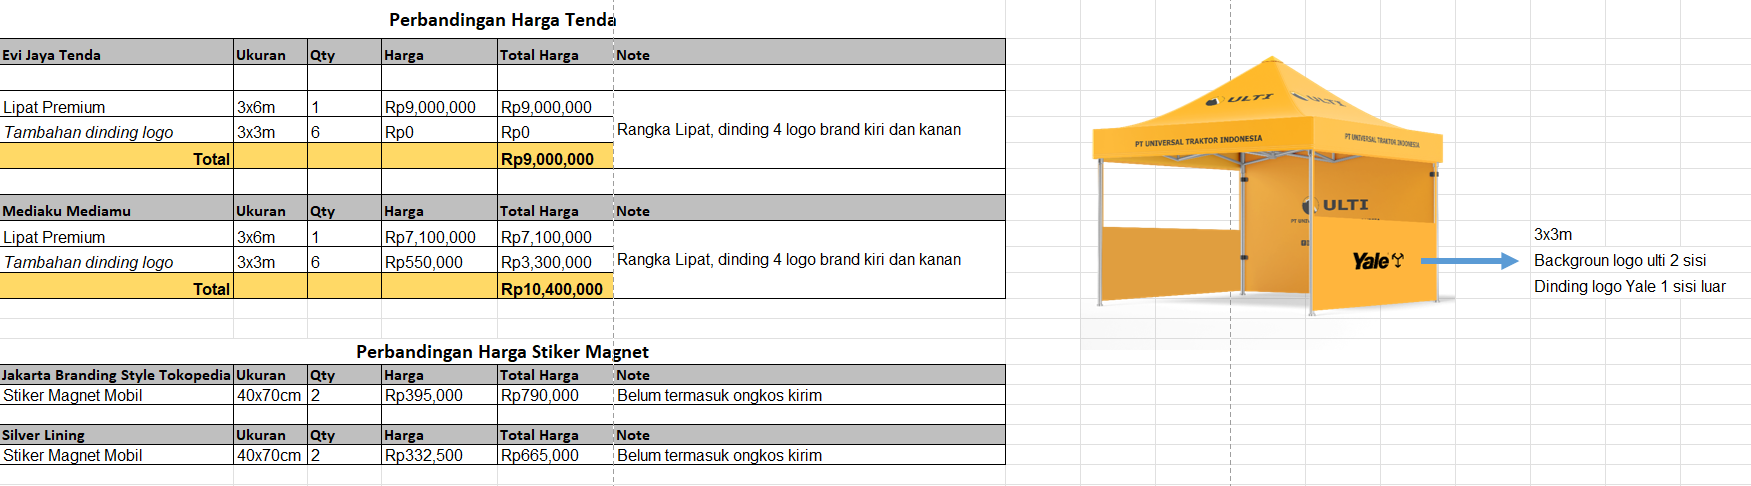 Perbandingan Harga Tenda
Evi Jaya Tenda Ukuran Qty Harga Total Harga Note
Lipat Premium 3x6m 1 Rp9,000,000 Rp9,000,000
Tambahan dinding logo 3x3m 6 Rp0 Rp0
Rangka Lipat, dinding 4 logo brand kiri dan kanan
Total Rp9,000,000
Mediaku Mediamu Ukuran Qty Harga Total Harga Note
Lipat Premium 3x6m 1 Rp7,100,000 Rp7,100,000
Tambahan dinding logo 3x3m 6 Rp550,000 Rp3,300,000
Rangka Lipat, dinding 4 logo brand kiri dan kanan
Total Rp10,400,000
Perbandingan Harga Stiker Magnet
Jakarta Branding Style Tokopedia Ukuran Qty Harga Total Harga Note
Stiker Magnet Mobil 40x70cm 2 Rp395,000 Rp790,000 Belum termasuk ongkos kirim
Silver Lining Ukuran Qty Harga Total Harga Note
Stiker Magnet Mobil 40x70cm 2 Rp332,500 Rp665,000 Belum termasuk ongkos kirim
ULTI
ULTI
PT UNIVERSAL TRAKTOR INDONESIA
PT UNIVERSAL TRAKTOR INDONESIA
ULTI
Yale
3x3m
Backgroun logo ulti 2 sisi
Dinding logo Yale 1 sisi luar